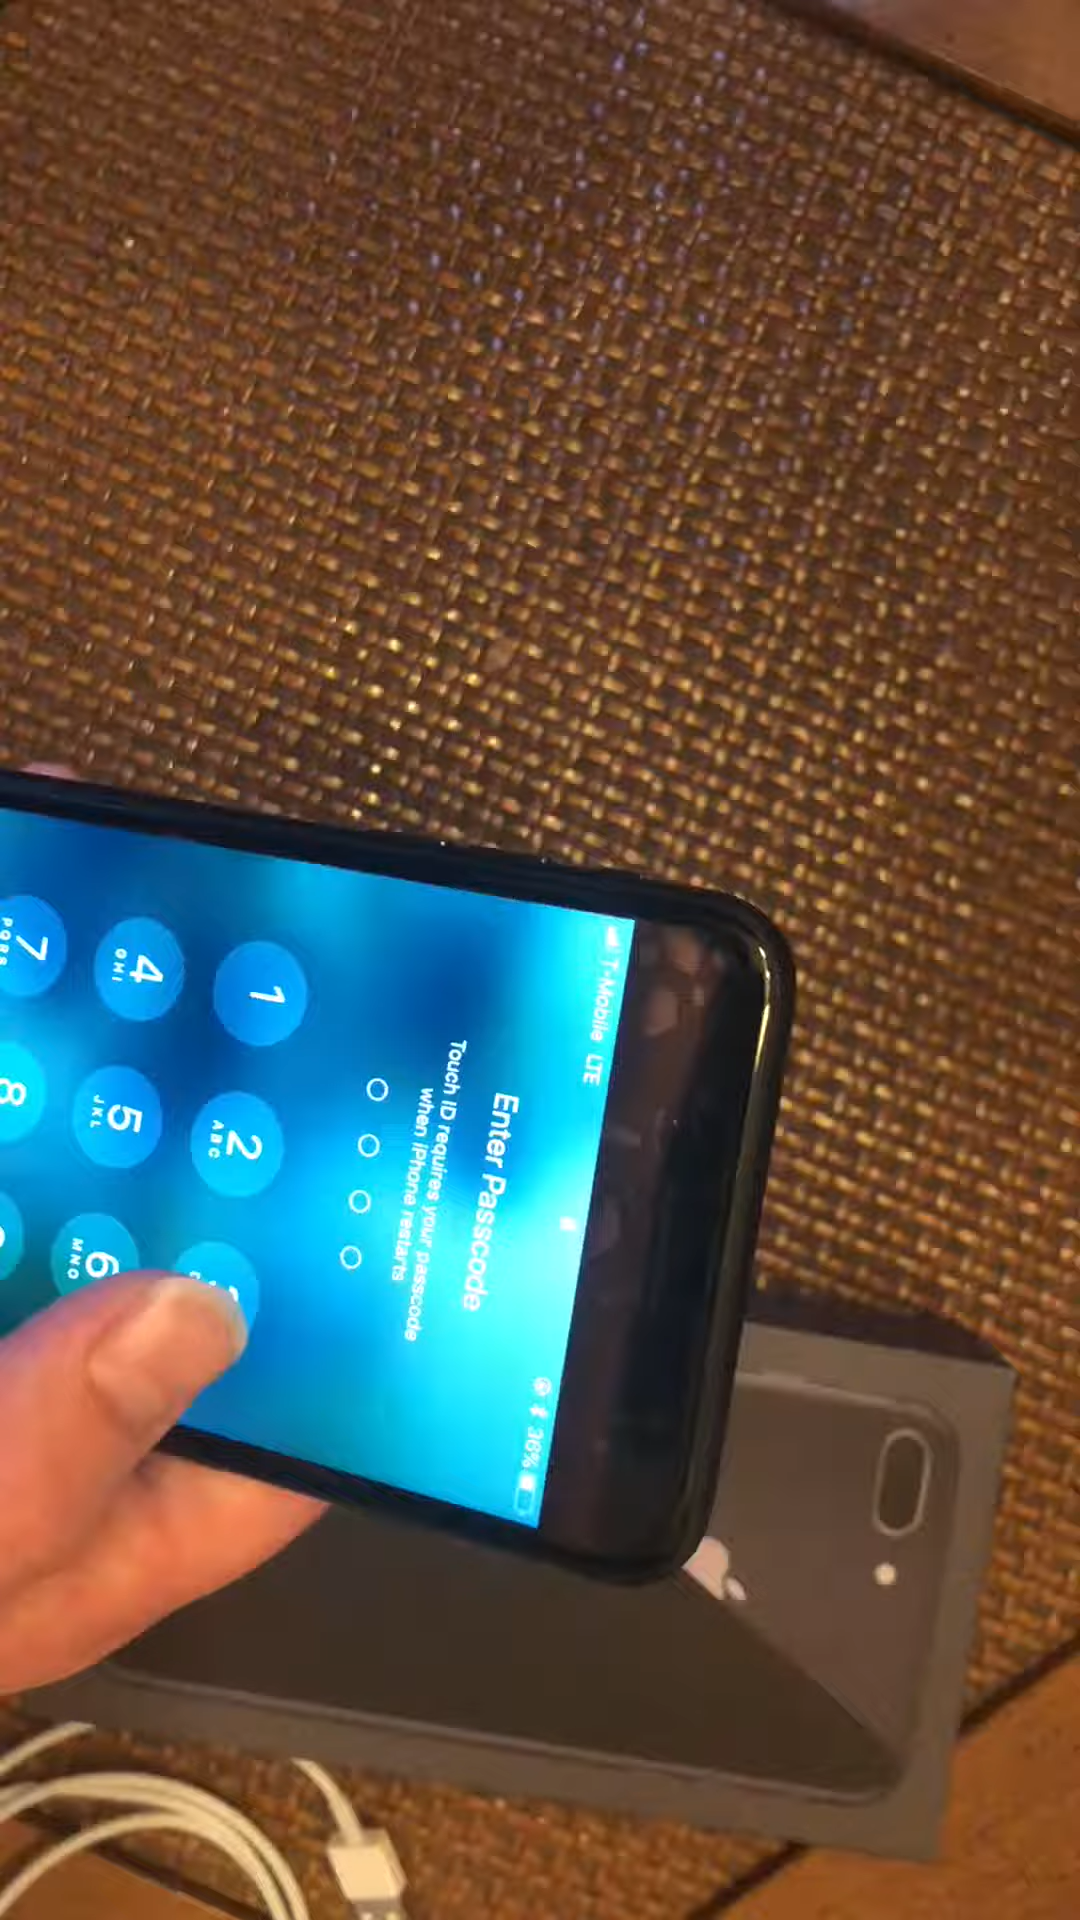 T-Mobile LTE
36%
Enter Passcode
Touch ID requires your passcode
when iPhone restarts
1
2
ABC
4
GHI
5
JKL
6
MNO
7
PQRS
8